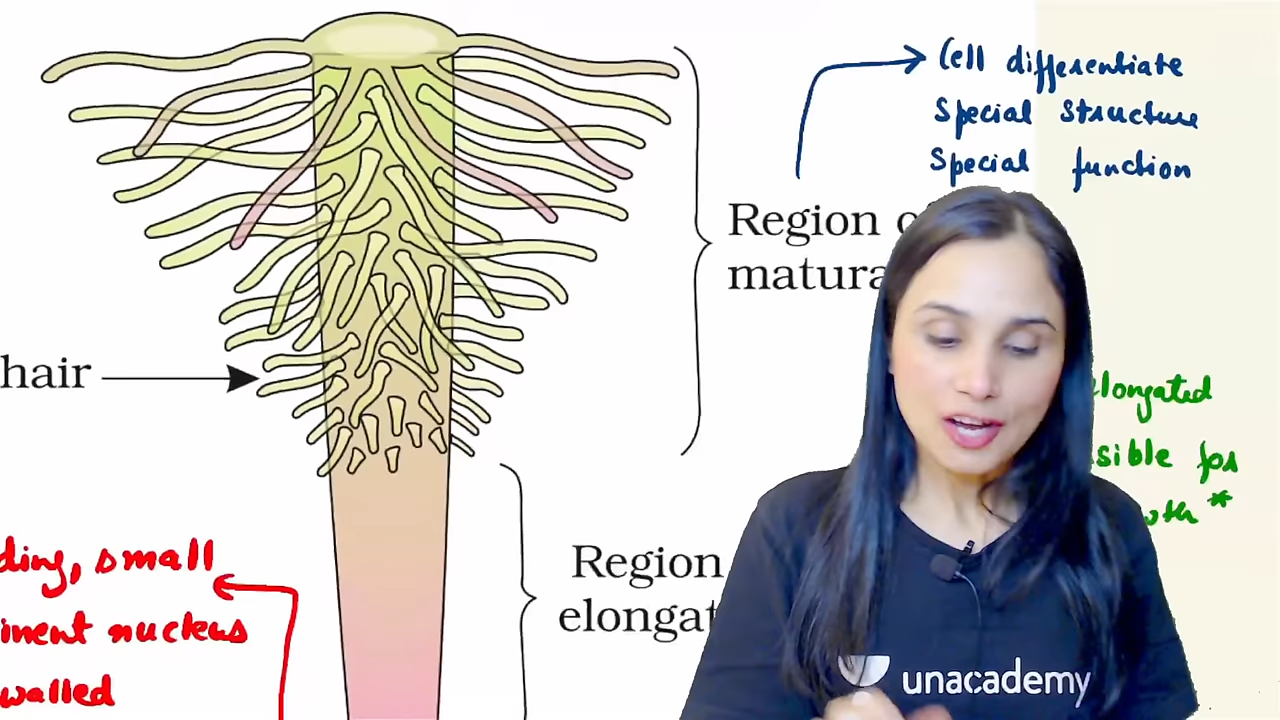 Cell differentiate
Special structure
Special function
Region
matura
hair
elongated
sible for
ding, small
Region
elongat
inent nucleus
walled
unacademy